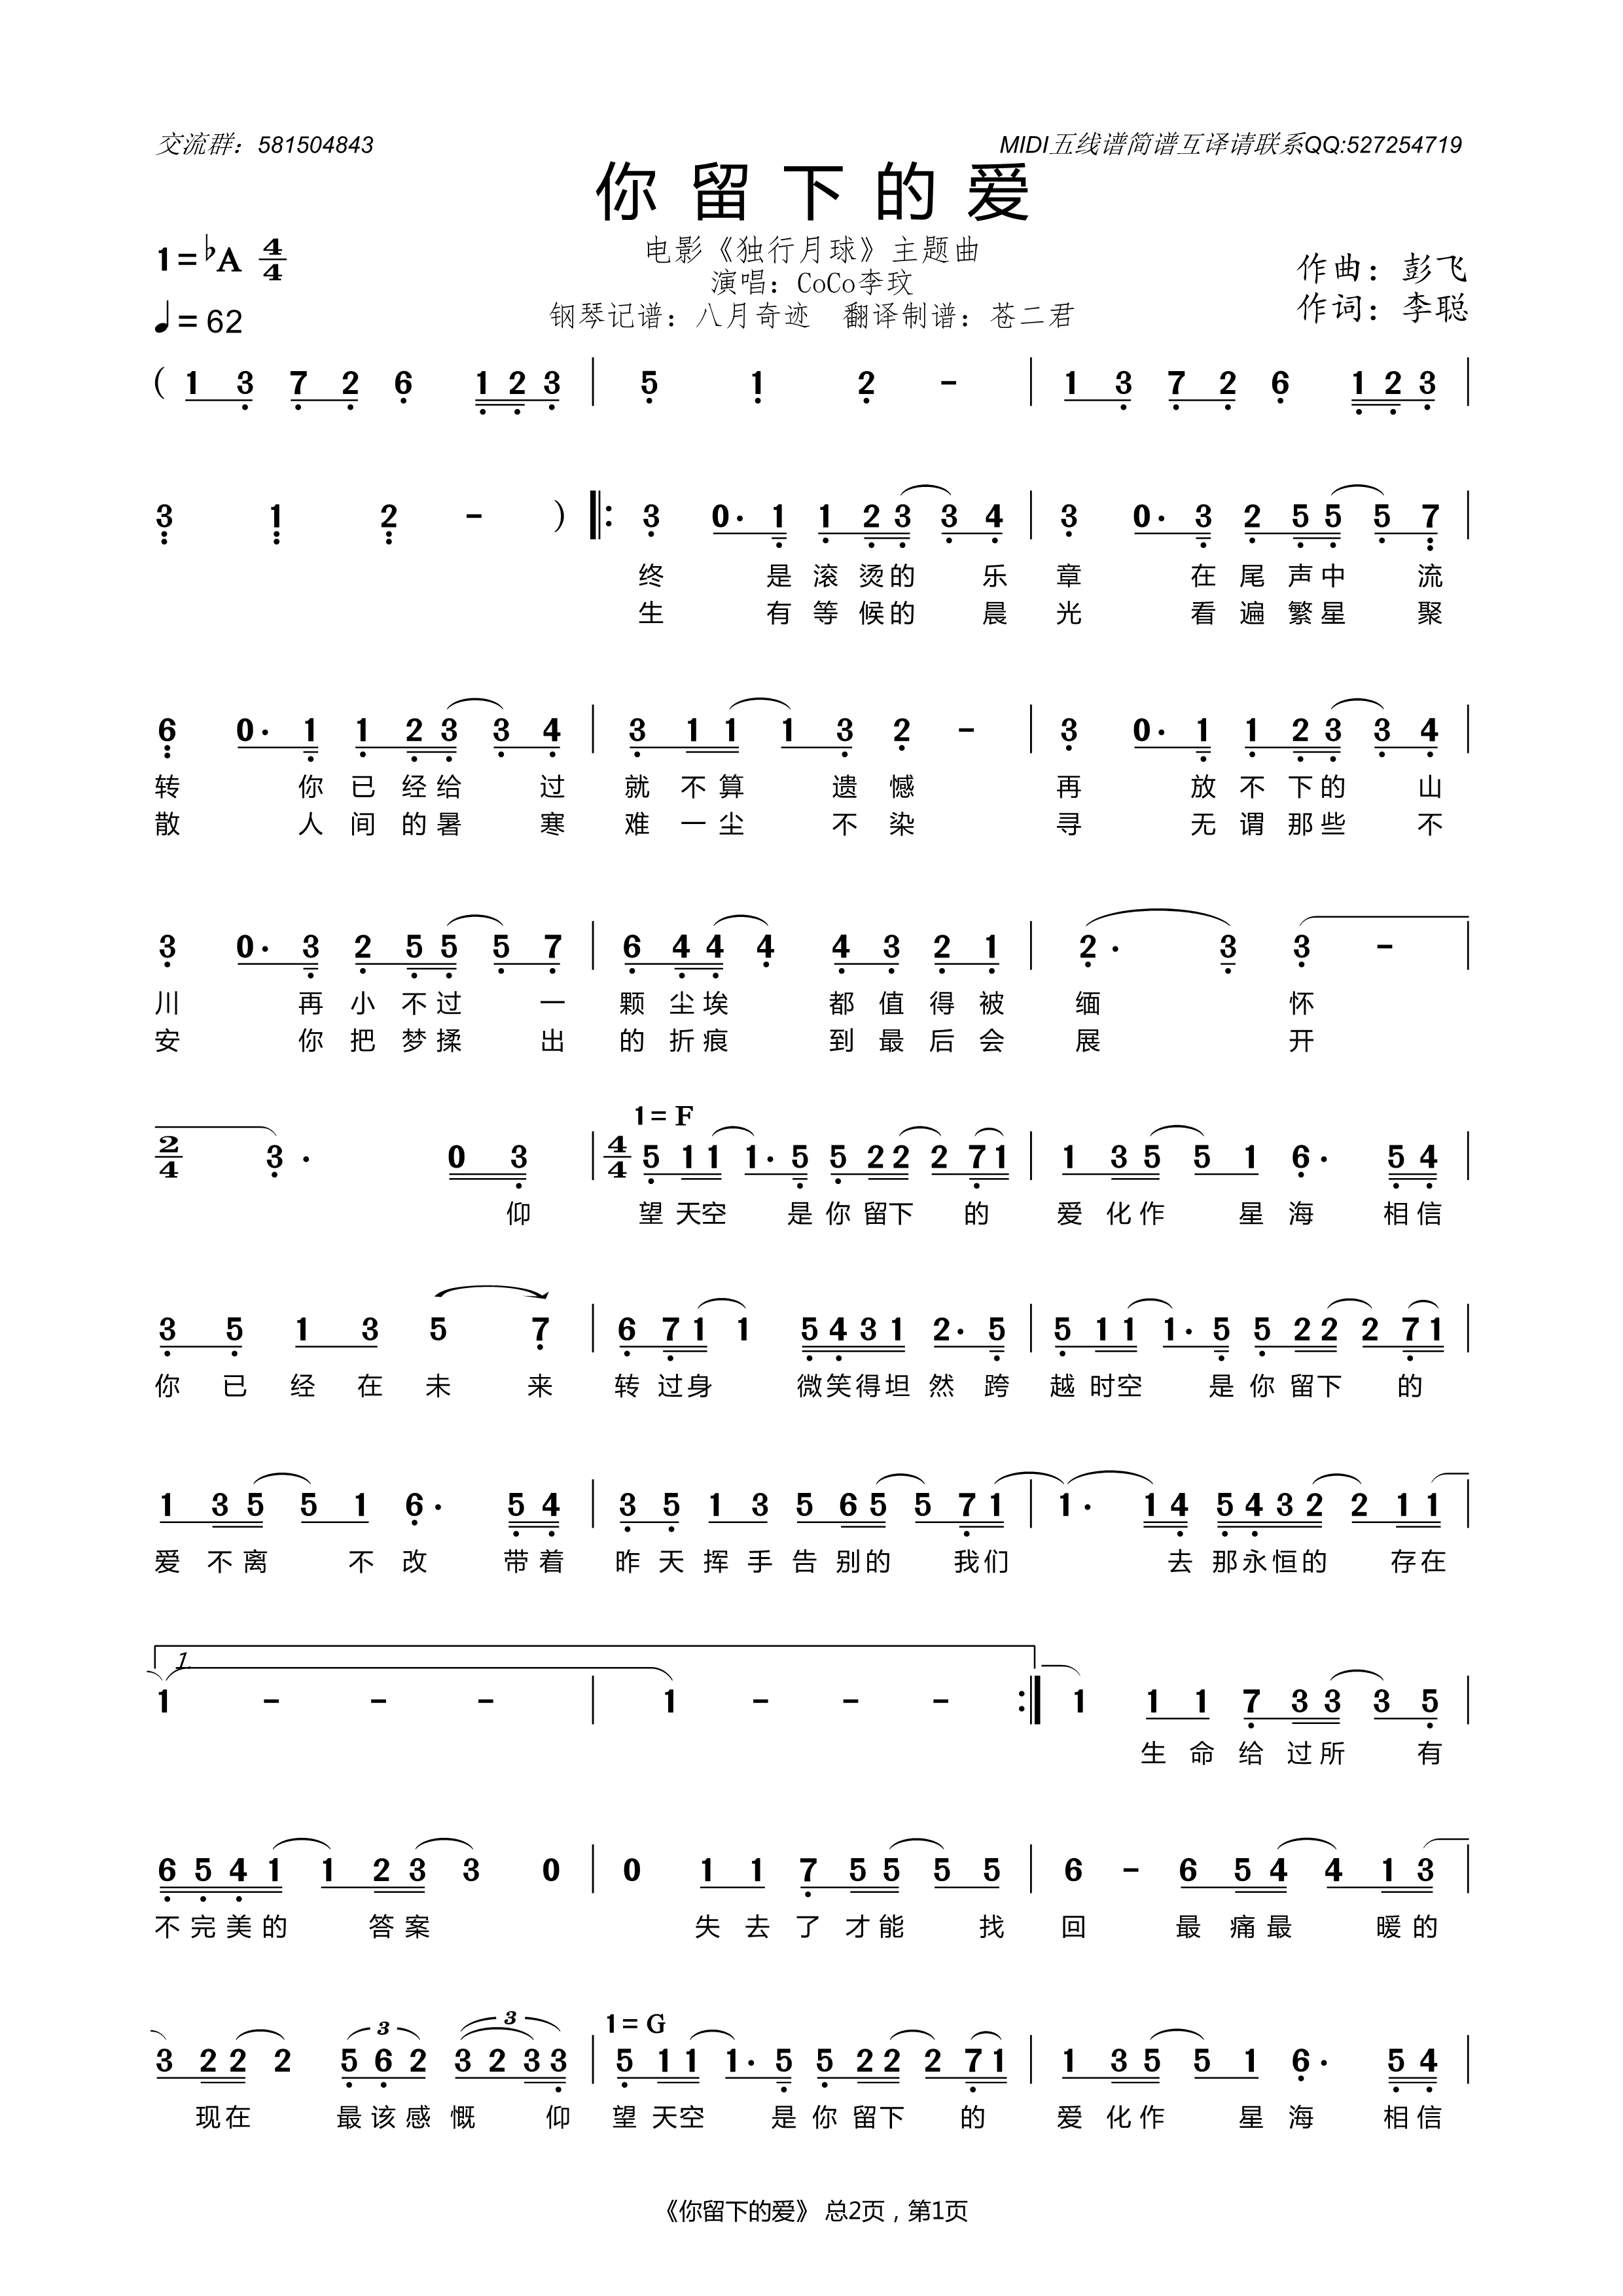 交流群：581504843
MIDI五线谱简谱互译请联系QQ:527254719
你留下的爱
1=♭A 4/4
电影《独行月球》主题曲
演唱：CoCo李玟
作曲：彭飞
♩=62
钢琴记谱：八月奇迹 翻译制谱：苍二君
作词：李聪
( 1 3 7 2 6 1 2 3 | 5 1 2 - | 1 3 7 2 6 1 2 3 |
3 1 2 - ) |: 3 0· 1 1 2 3 3 4 | 3 0· 3 2 5 5 5 7 |
终 是 滚 烫 的 乐 章 在 尾 声 中 流
生 有 等 候 的 晨 光 看 遍 繁 星 聚
6 0· 1 1 2 3 3 4 | 3 1 1 1 3 2 - | 3 0· 1 1 2 3 3 4 |
转 你 已 经 给 过 就 不 算 遗 憾 再 放 不 下 的 山
散 人 间 的 暑 寒 难 一 尘 不 染 寻 无 谓 那 些 不
3 0· 3 2 5 5 5 7 | 6 4 4 4 4 3 2 1 | 2· 3 3 - |
川 再 小 不 过 一 颗 尘 埃 都 值 得 被 缅 怀
安 你 把 梦 揉 出 的 折 痕 到 最 后 会 展 开
1=F
2/4 3· 0 3 | 4/4 5 1 1 1· 5 5 2 2 2 7 1 | 1 3 5 5 1 6· 5 4 |
仰 望 天 空 是 你 留 下 的 爱 化 作 星 海 相 信
3 5 1 3 5 7 | 6 7 1 1 5 4 3 1 2· 5 | 5 1 1 1· 5 5 2 2 2 7 1 |
你 已 经 在 未 来 转 过 身 微 笑 得 坦 然 跨 越 时 空 是 你 留 下 的
1 3 5 5 1 6· 5 4 | 3 5 1 3 5 6 5 5 7 1 | 1· 1 4 5 4 3 2 2 1 1 |
爱 不 离 不 改 带 着 昨 天 挥 手 告 别 的 我 们 去 那 永 恒 的 存 在
1.
1 - - - | 1 - - - :| 1 1 1 7 3 3 3 5 |
生 命 给 过 所 有
6 5 4 1 1 2 3 3 0 | 0 1 1 7 5 5 5 5 | 6 - 6 5 4 4 1 3 |
不 完 美 的 答 案 失 去 了 才 能 找 回 最 痛 最 暖 的
3 3 1=G
3 2 2 2 5 6 2 3 2 3 3 | 5 1 1 1· 5 5 2 2 2 7 1 | 1 3 5 5 1 6· 5 4 |
现 在 最 该 感 慨 仰 望 天 空 是 你 留 下 的 爱 化 作 星 海 相 信
《你留下的爱》 总2页，第1页